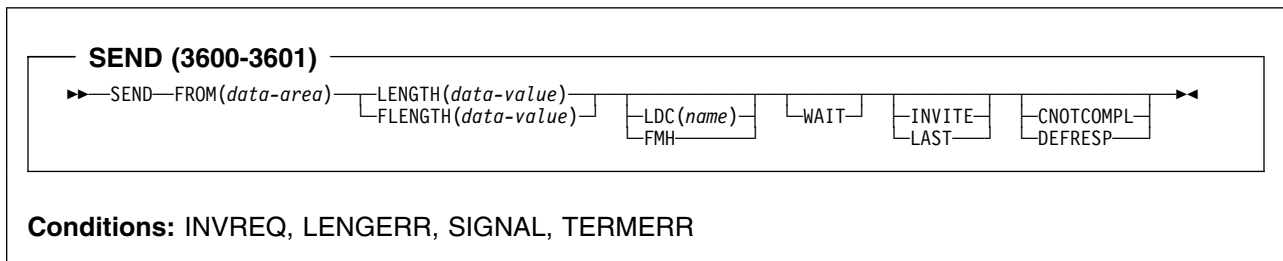 SEND (3600-3601)
SEND FROM(data-area) LENGTH(data-value) LDC(name) WAIT INVITE CNOTCOMPL
FLENGTH(data-value) FMH LAST DEFRESP
Conditions: INVREQ, LENGERR, SIGNAL, TERMERR